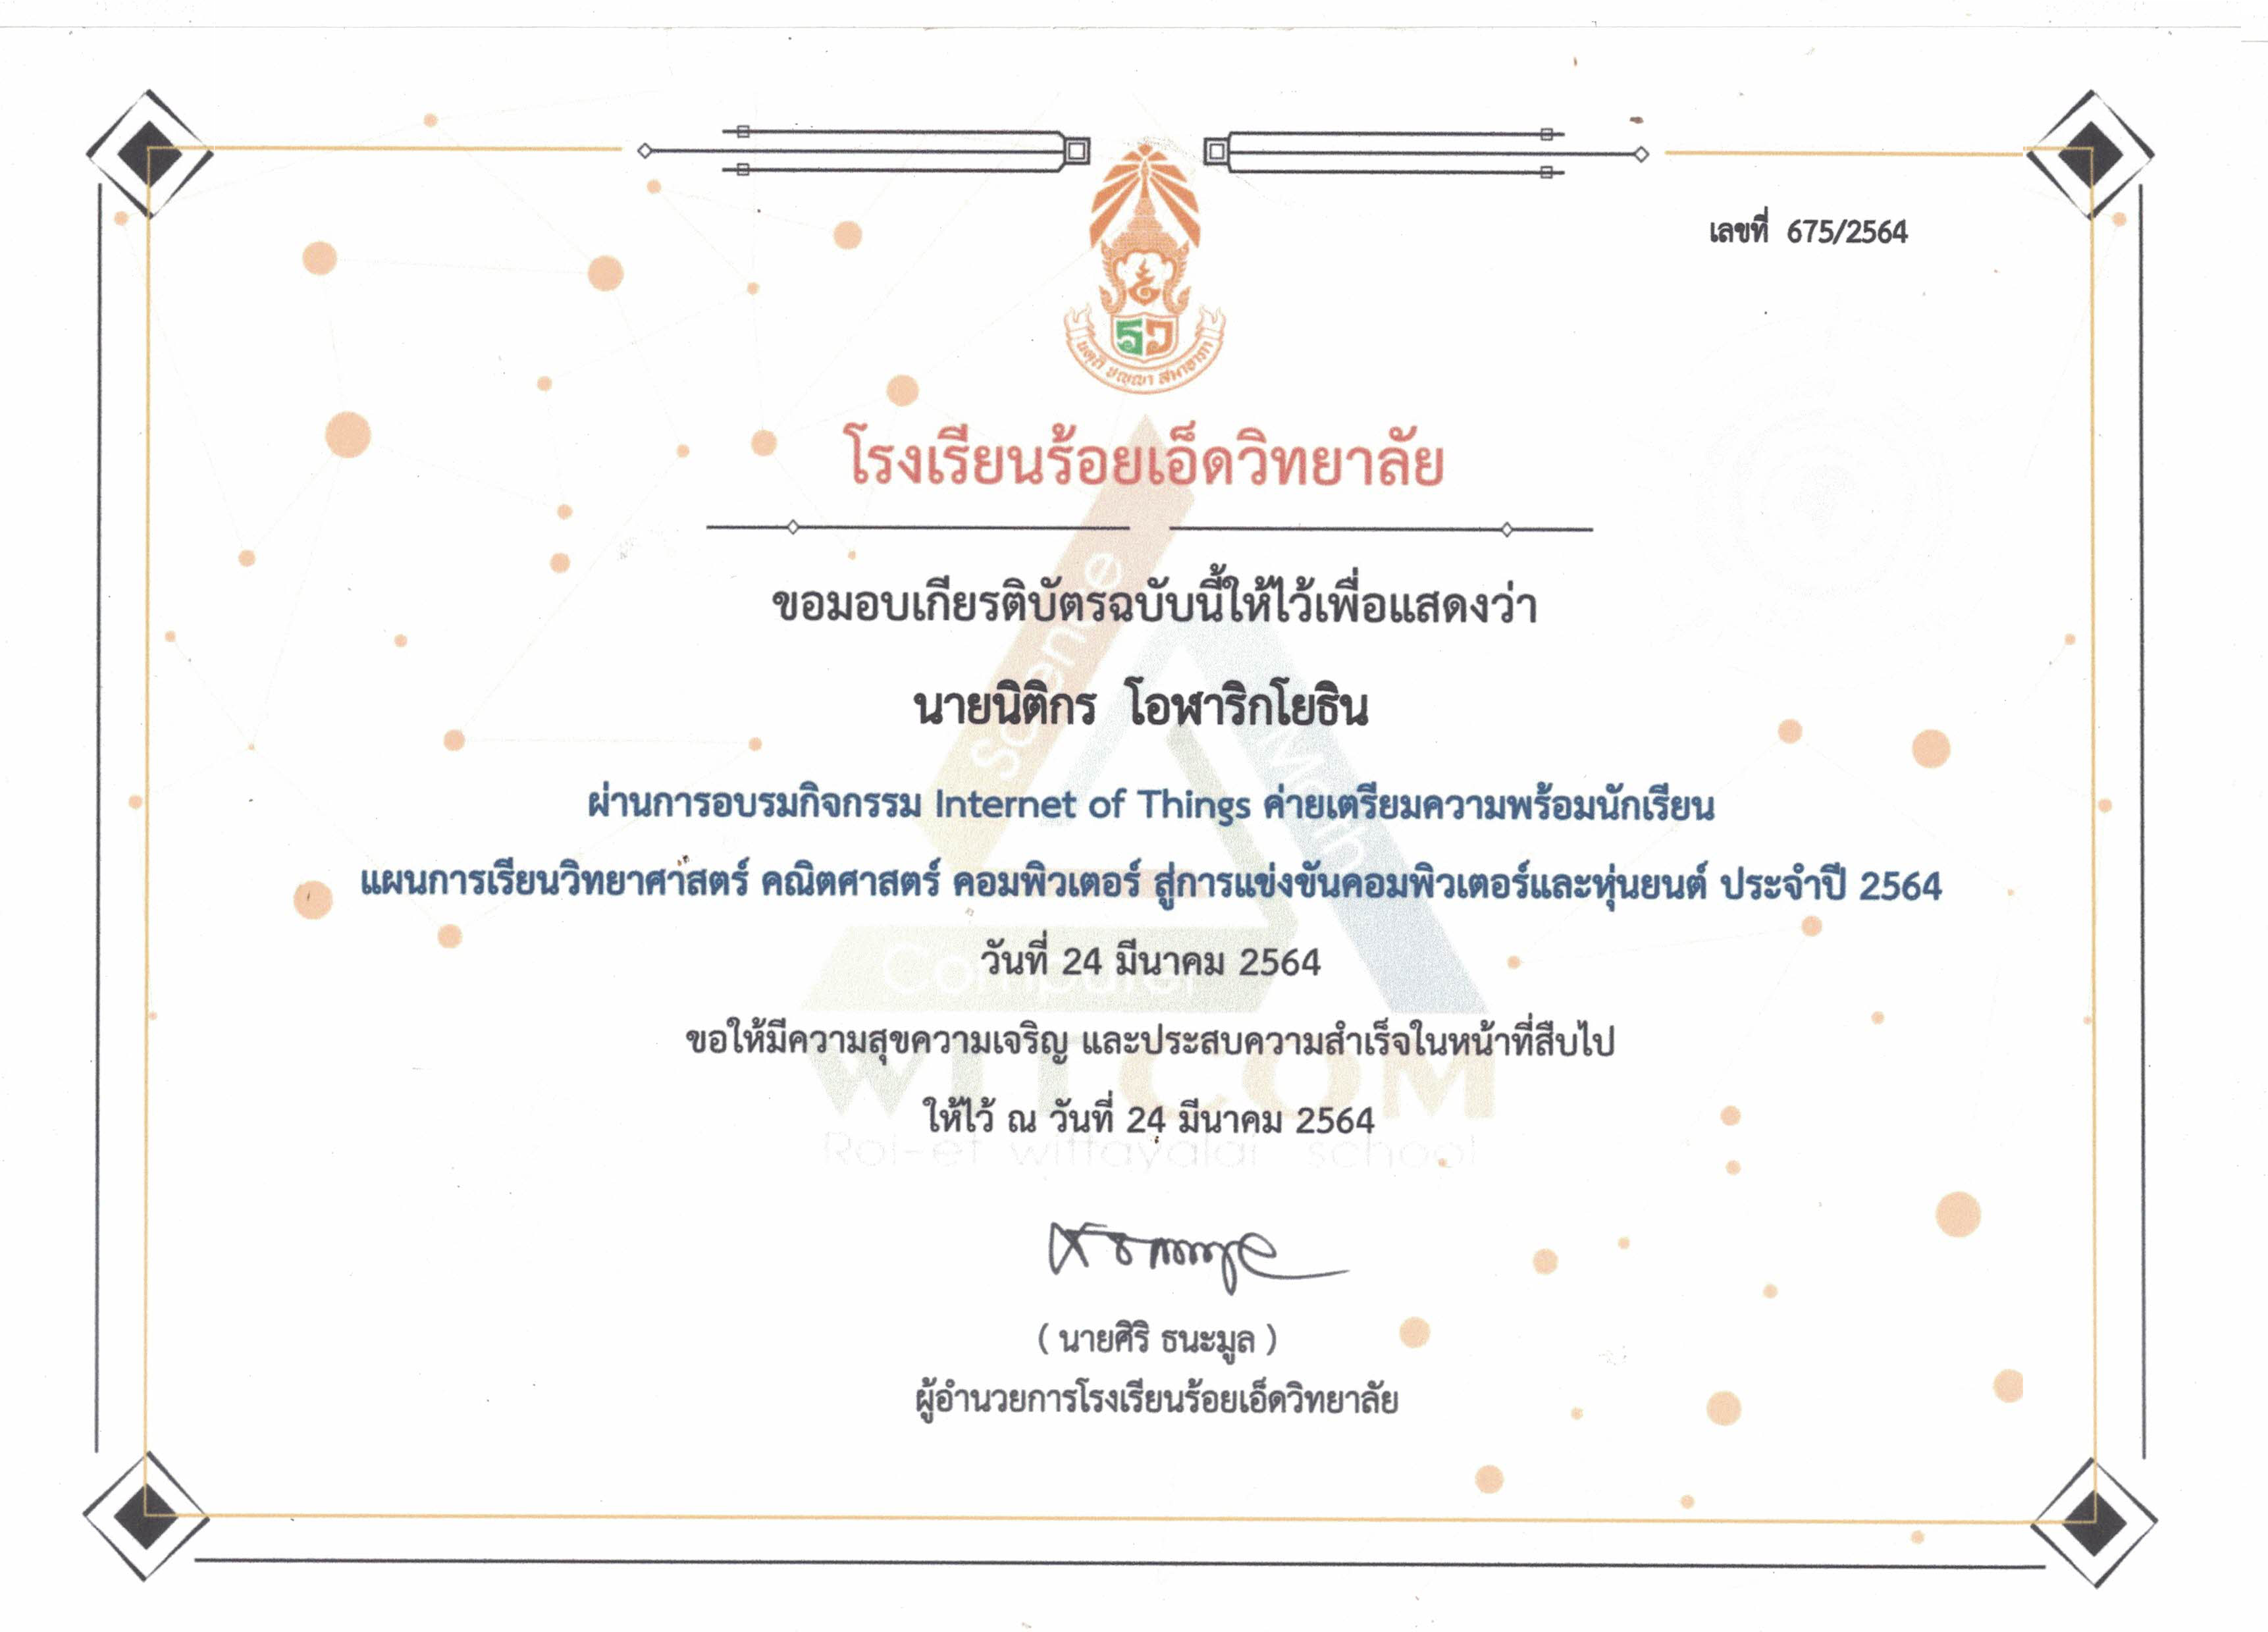 เลขที่ 675/2564
รว
นตฺถิ ปญฺญา สมาอาภา
โรงเรียนร้อยเอ็ดวิทยาลัย
ขอมอบเกียรติบัตรฉบับนี้ให้ไว้เพื่อแสดงว่า
นายนิติกร โอฬาริกโยธิน
ผ่านการอบรมกิจกรรม Internet of Things ค่ายเตรียมความพร้อมนักเรียน
แผนการเรียนวิทยาศาสตร์ คณิตศาสตร์ คอมพิวเตอร์ สู่การแข่งขันคอมพิวเตอร์และหุ่นยนต์ ประจำปี 2564
วันที่ 24 มีนาคม 2564
ขอให้มีความสุขความเจริญ และประสบความสำเร็จในหน้าที่สืบไป
ให้ไว้ ณ วันที่ 24 มีนาคม 2564
Science
Math
Computer
WITCOM
Roi-et wittayalai school
( นายศิริ ธนะมูล )
ผู้อำนวยการโรงเรียนร้อยเอ็ดวิทยาลัย